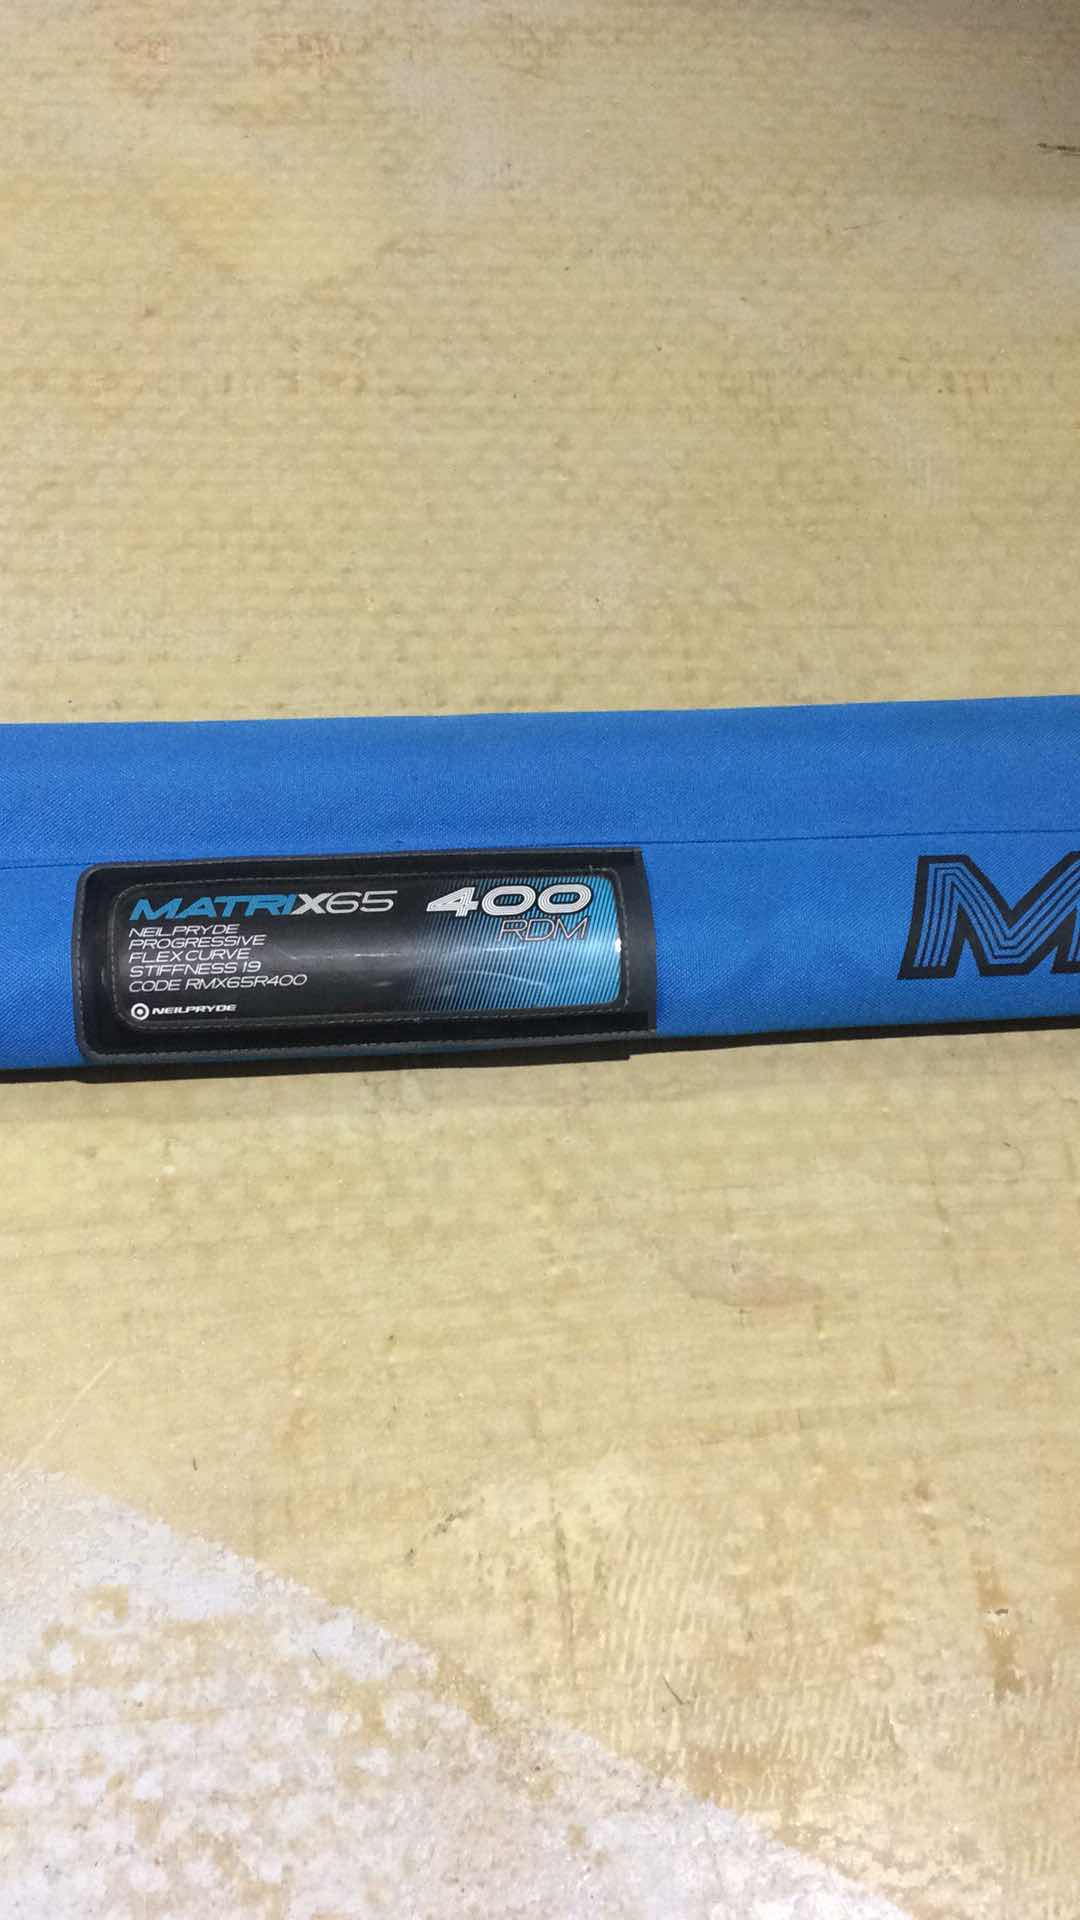 MATRIX65 400
RDM
NEILPRYDE
PROGRESSIVE
FLEX CURVE
STIFFNESS 19
CODE RMX65R400
NEILPRYDE
M